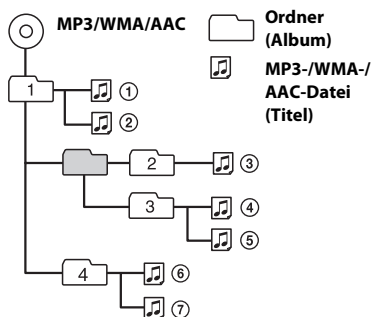 MP3/WMA/AAC
Ordner
(Album)
MP3-/WMA-/
AAC-Datei
(Titel)
1
①
②
2
③
3
④
⑤
4
⑥
⑦